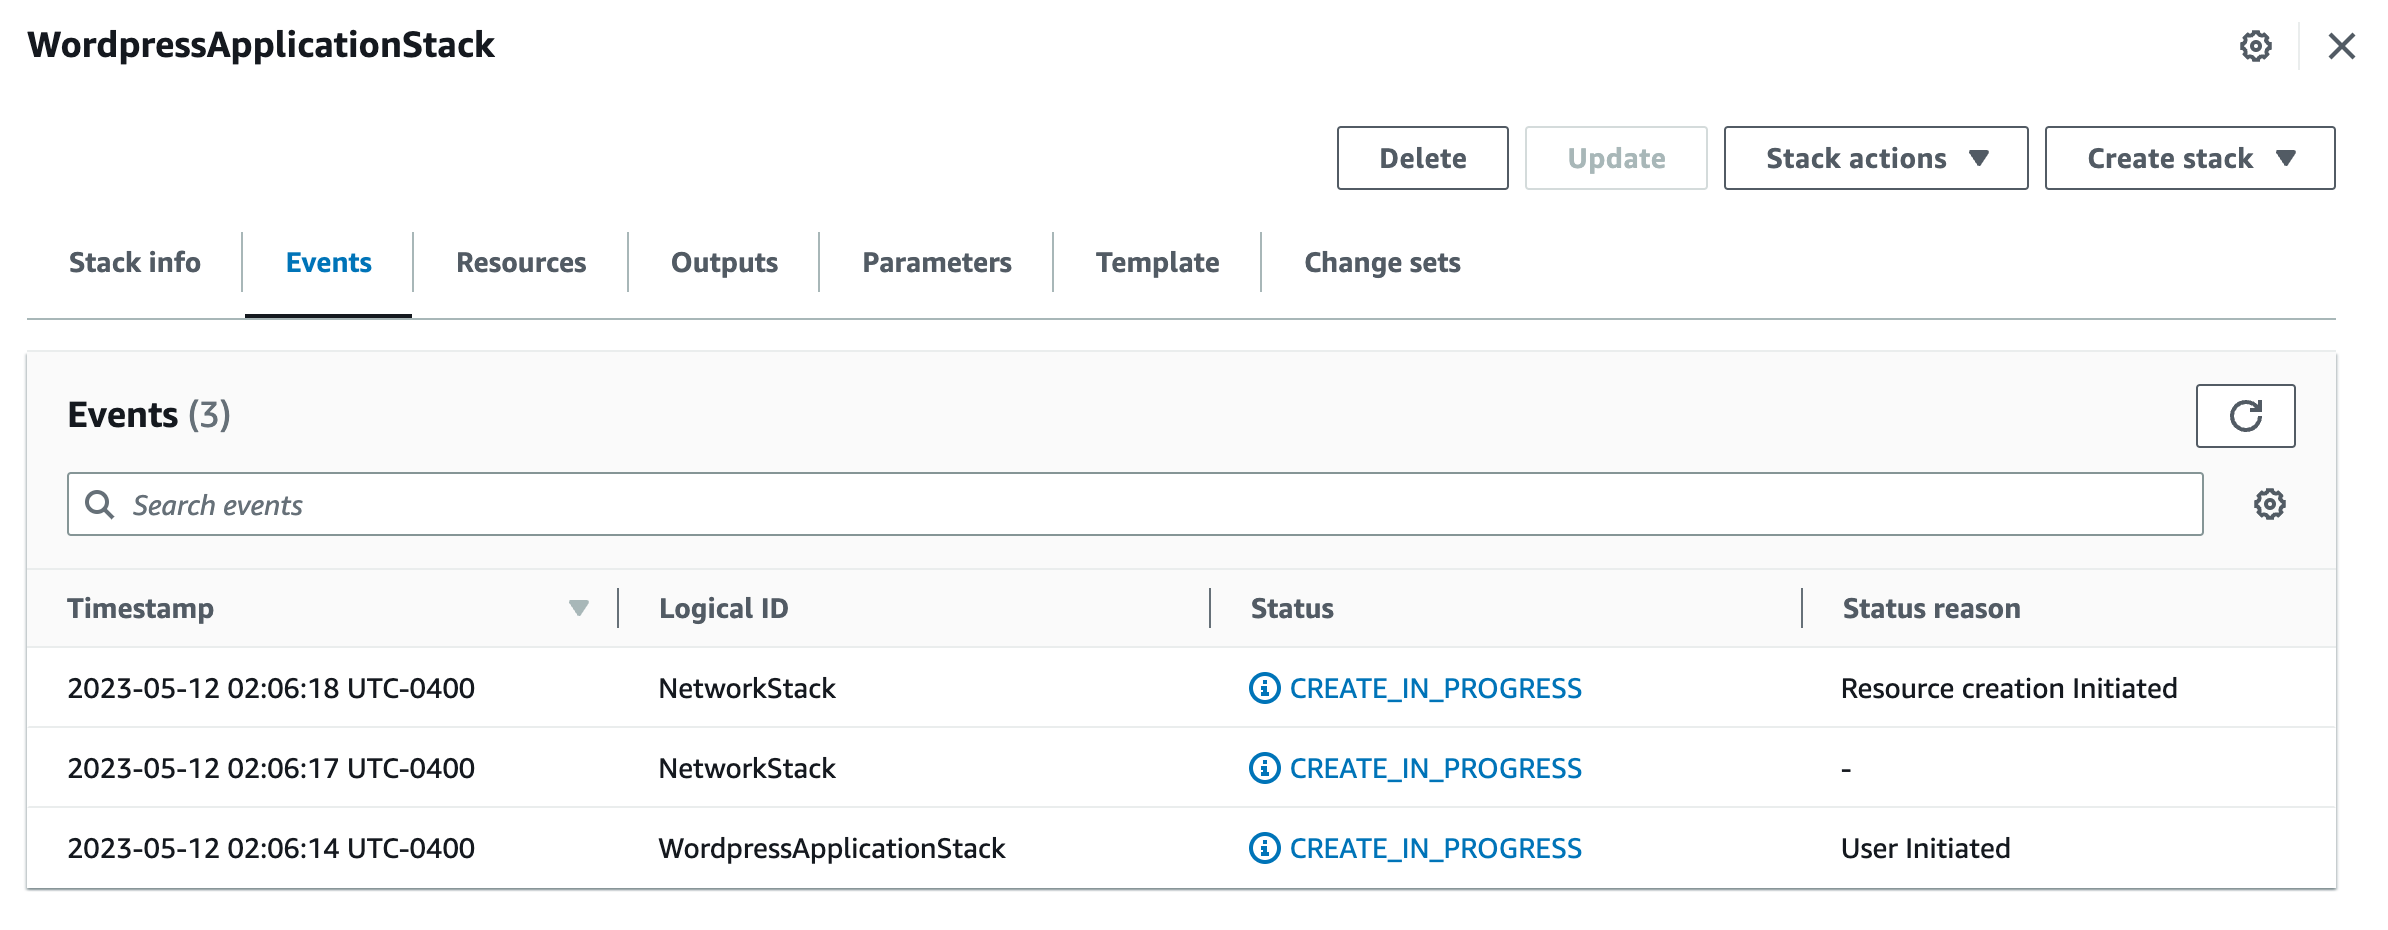 WordpressApplicationStack
Delete Update Stack actions Create stack
Stack info Events Resources Outputs Parameters Template Change sets
Events (3)
Search events
Timestamp Logical ID Status Status reason
2023-05-12 02:06:18 UTC-0400 NetworkStack CREATE_IN_PROGRESS Resource creation Initiated
2023-05-12 02:06:17 UTC-0400 NetworkStack CREATE_IN_PROGRESS -
2023-05-12 02:06:14 UTC-0400 WordpressApplicationStack CREATE_IN_PROGRESS User Initiated